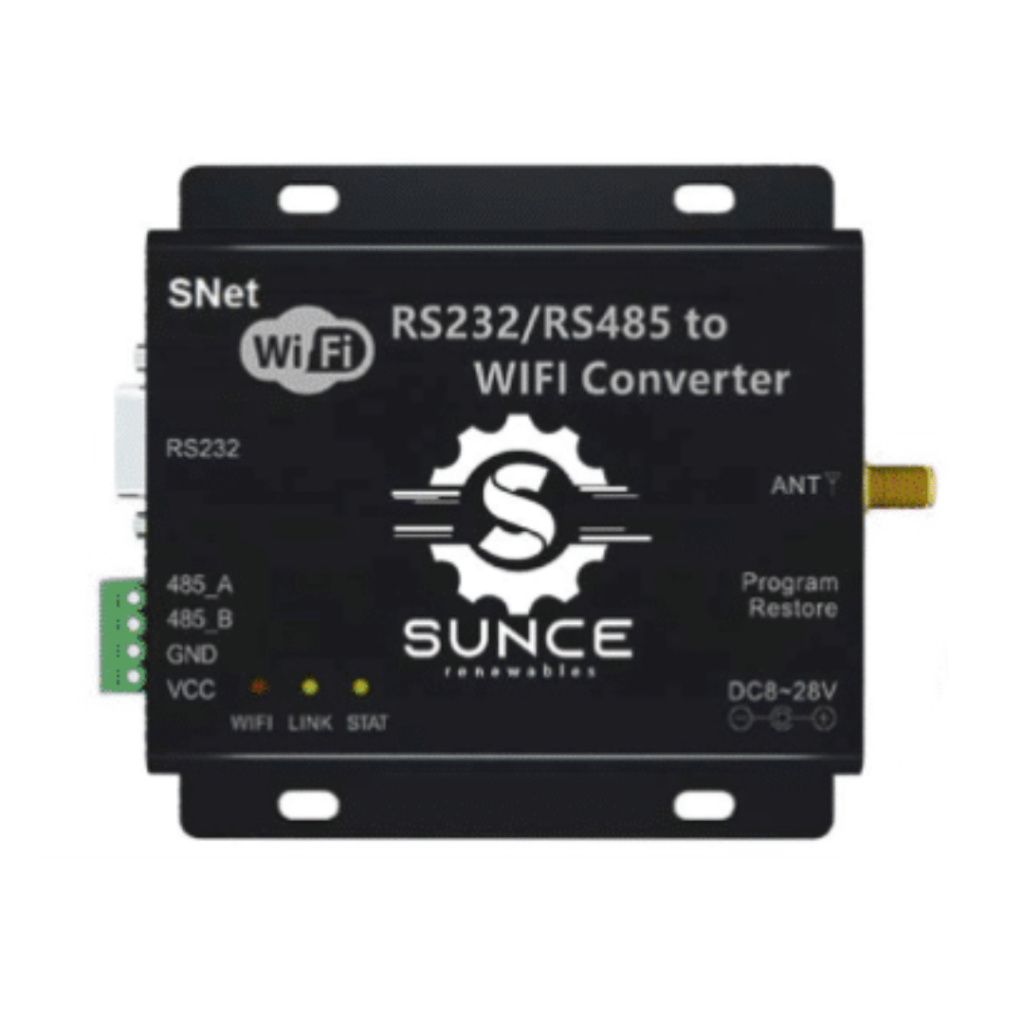 SNet
WiFi
RS232/RS485 to
WIFI Converter
RS232
ANT
S
485_A
485_B
GND
VCC
Program
Restore
SUNCE
renewables
DC8~28V
WIFI LINK STAT